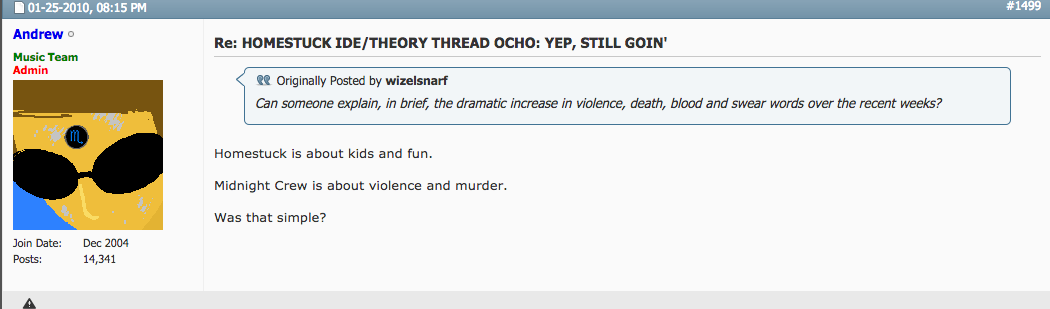 01-25-2010, 08:15 PM
#1499
Andrew
Music Team
Admin
♏
Join Date: Dec 2004
Posts: 14,341
Re: HOMESTUCK IDE/THEORY THREAD OCHO: YEP, STILL GOIN'
Originally Posted by wizelsnarf
Can someone explain, in brief, the dramatic increase in violence, death, blood and swear words over the recent weeks?
Homestuck is about kids and fun.
Midnight Crew is about violence and murder.
Was that simple?